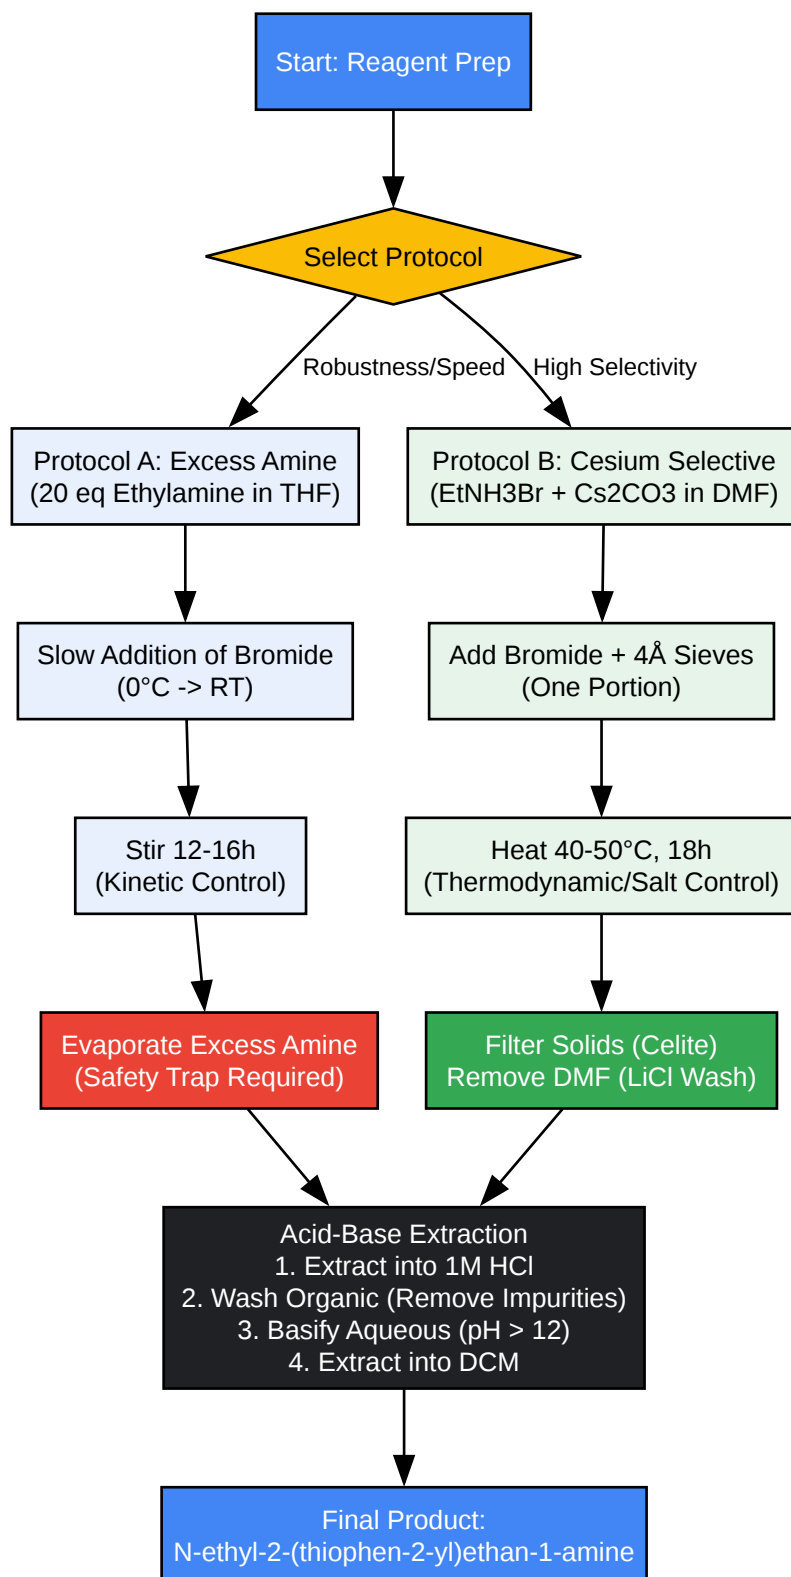 Start: Reagent Prep
Select Protocol
Robustness/Speed
High Selectivity
Protocol A: Excess Amine
(20 eq Ethylamine in THF)
Protocol B: Cesium Selective
(EtNH3Br + Cs2CO3 in DMF)
Slow Addition of Bromide
(0°C -> RT)
Add Bromide + 4Å Sieves
(One Portion)
Stir 12-16h
(Kinetic Control)
Heat 40-50°C, 18h
(Thermodynamic/Salt Control)
Evaporate Excess Amine
(Safety Trap Required)
Filter Solids (Celite)
Remove DMF (LiCl Wash)
Acid-Base Extraction
1. Extract into 1M HCl
2. Wash Organic (Remove Impurities)
3. Basify Aqueous (pH > 12)
4. Extract into DCM
Final Product:
N-ethyl-2-(thiophen-2-yl)ethan-1-amine